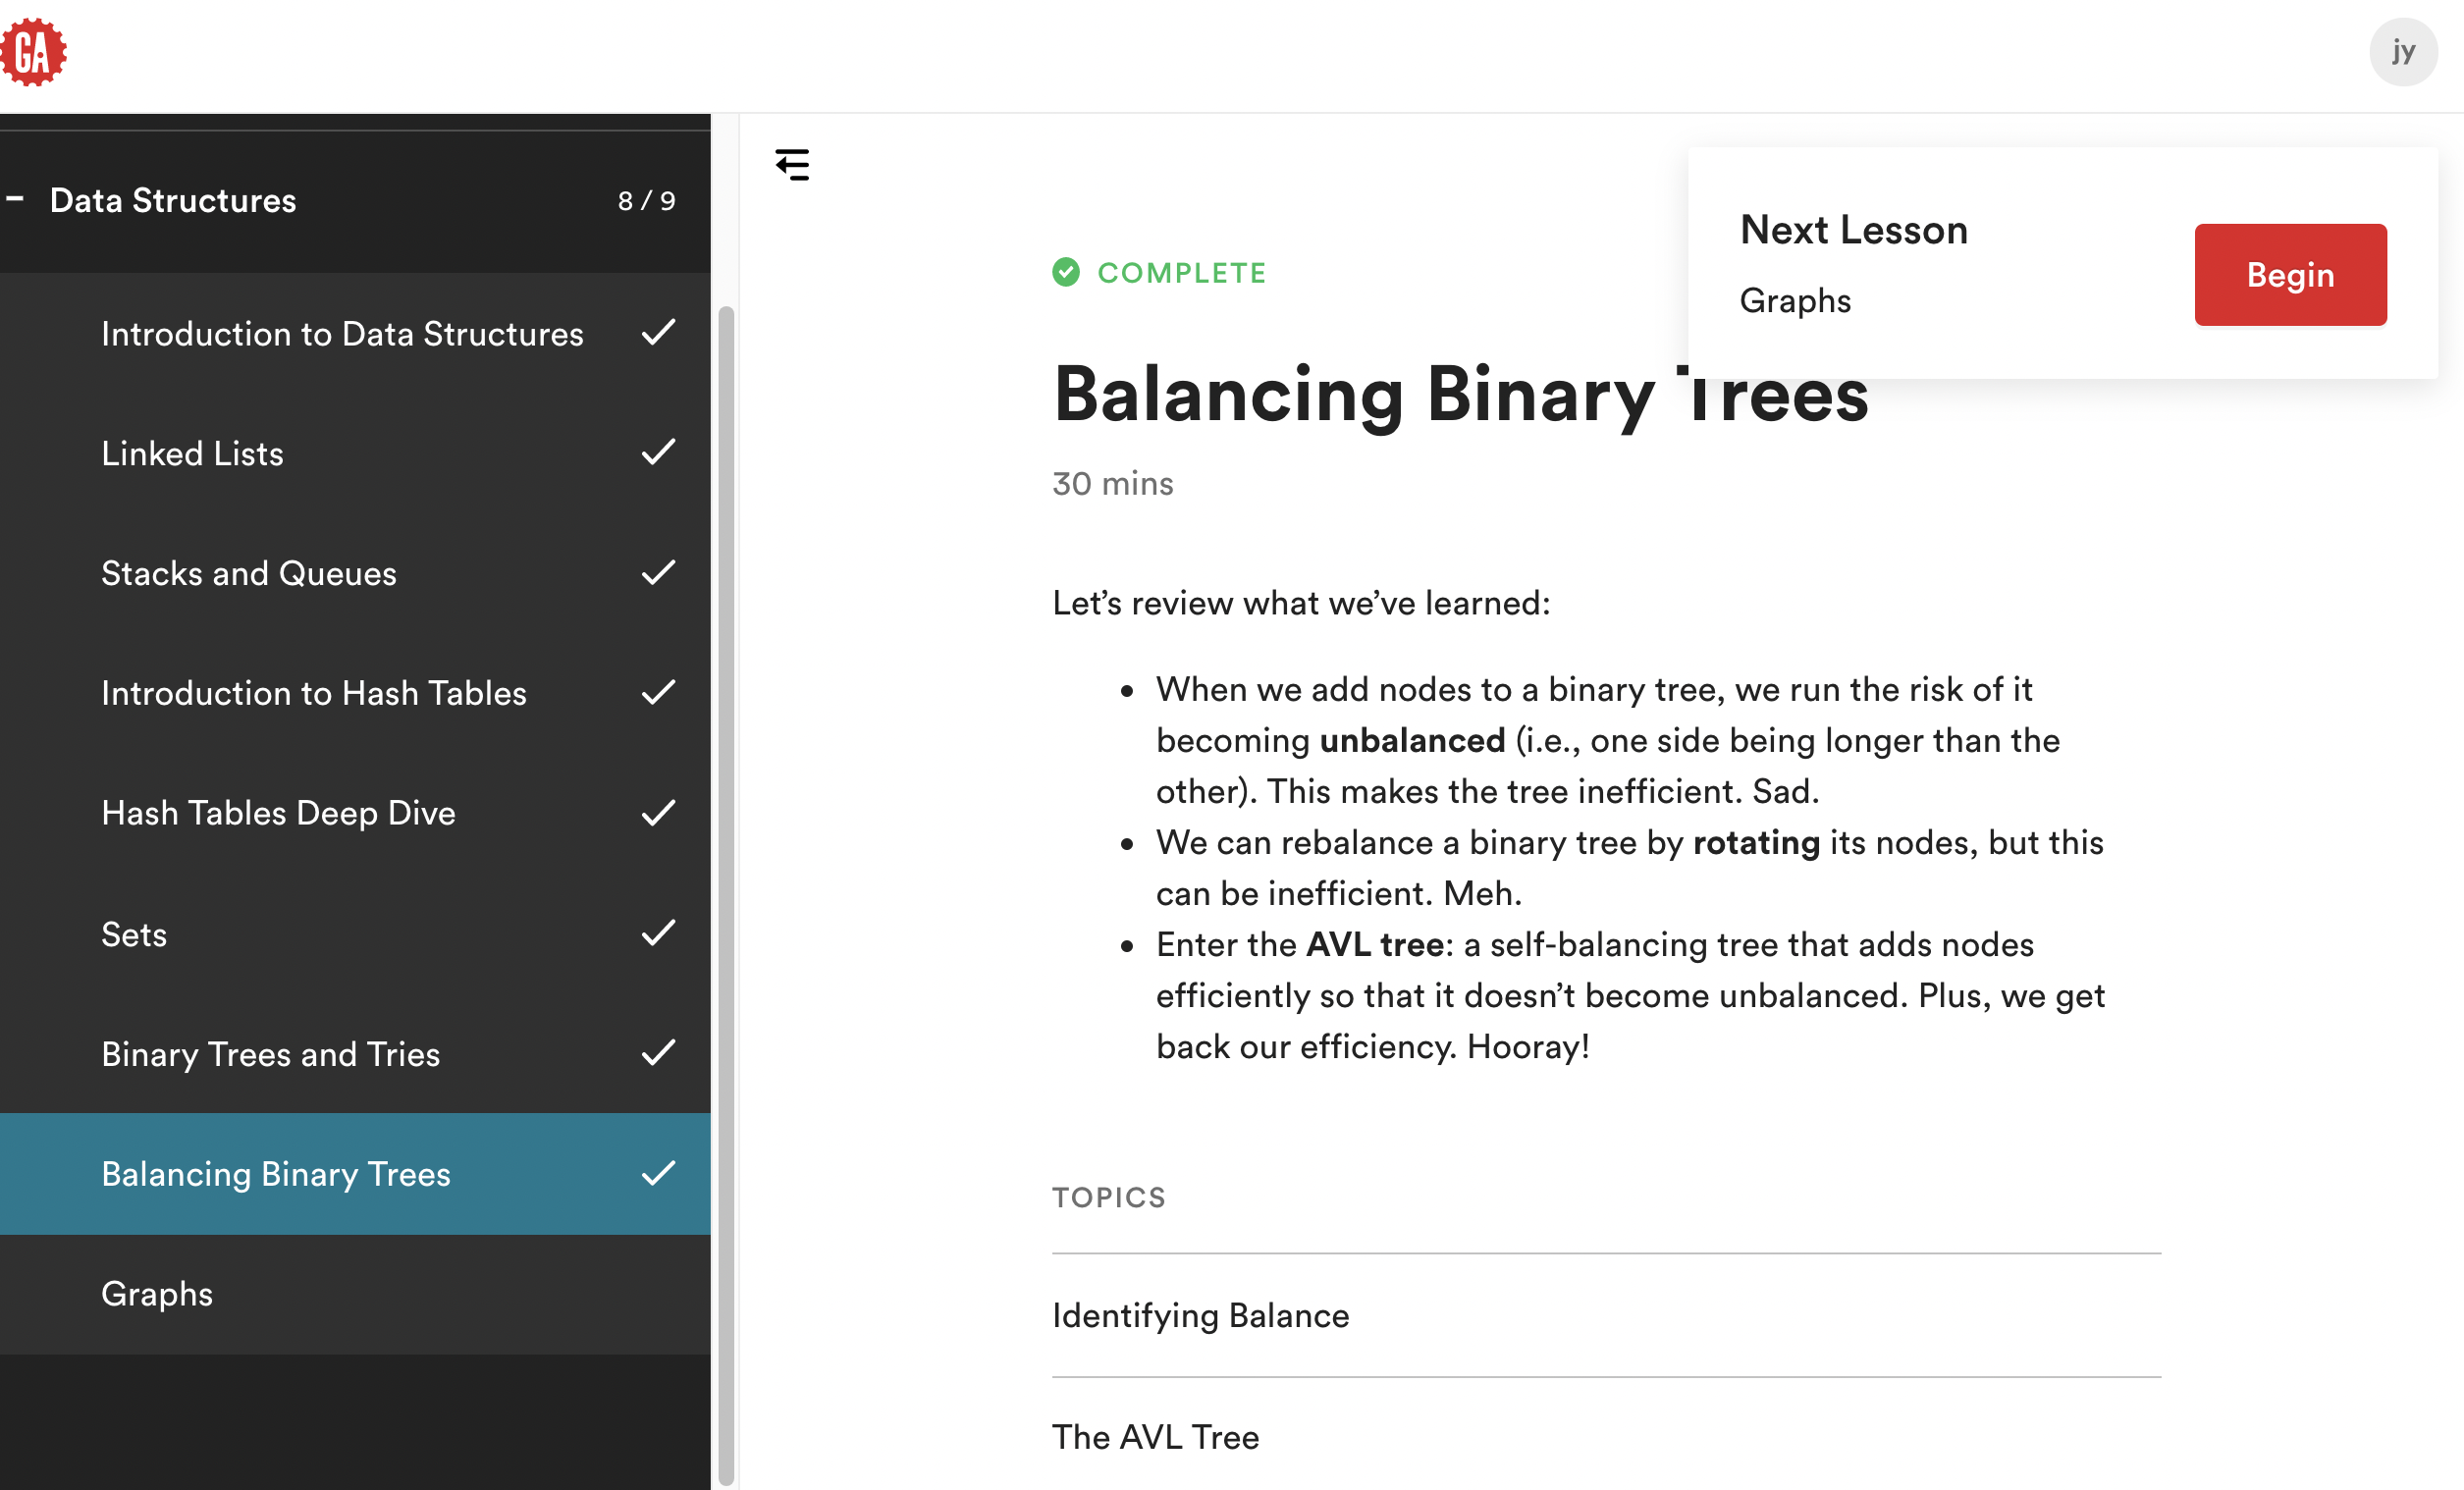 GA
jy
Data Structures 8 / 9
Introduction to Data Structures
Linked Lists
Stacks and Queues
Introduction to Hash Tables
Hash Tables Deep Dive
Sets
Binary Trees and Tries
Balancing Binary Trees
Graphs
Next Lesson
Graphs
Begin
COMPLETE
Balancing Binary Trees
30 mins
Let’s review what we’ve learned:
• When we add nodes to a binary tree, we run the risk of it
becoming unbalanced (i.e., one side being longer than the
other). This makes the tree inefficient. Sad.
• We can rebalance a binary tree by rotating its nodes, but this
can be inefficient. Meh.
• Enter the AVL tree: a self-balancing tree that adds nodes
efficiently so that it doesn’t become unbalanced. Plus, we get
back our efficiency. Hooray!
TOPICS
Identifying Balance
The AVL Tree